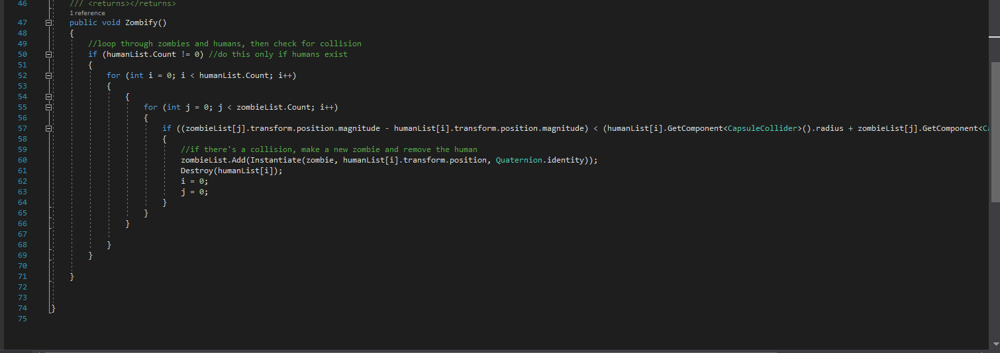 46 /// <returns></returns>
1 reference
47 public void Zombify()
48 {
49 //loop through zombies and humans, then check for collision
50 if (humanList.Count != 0) //do this only if humans exist
51 {
52 for (int i = 0; i < humanList.Count; i++)
53 {
54 {
55 for (int j = 0; j < zombieList.Count; i++)
56 {
57 if ((zombieList[j].transform.position.magnitude - humanList[i].transform.position.magnitude) < (humanList[i].GetComponent<CapsuleCollider>().radius + zombieList[j].GetComponent<Ca
58 {
59 //if there's a collision, make a new zombie and remove the human
60 zombieList.Add(Instantiate(zombie, humanList[i].transform.position, Quaternion.identity));
61 Destroy(humanList[i]);
62 i = 0;
63 j = 0;
64 }
65 }
66 }
67
68 }
69 }
70
71 }
72
73
74 }
75